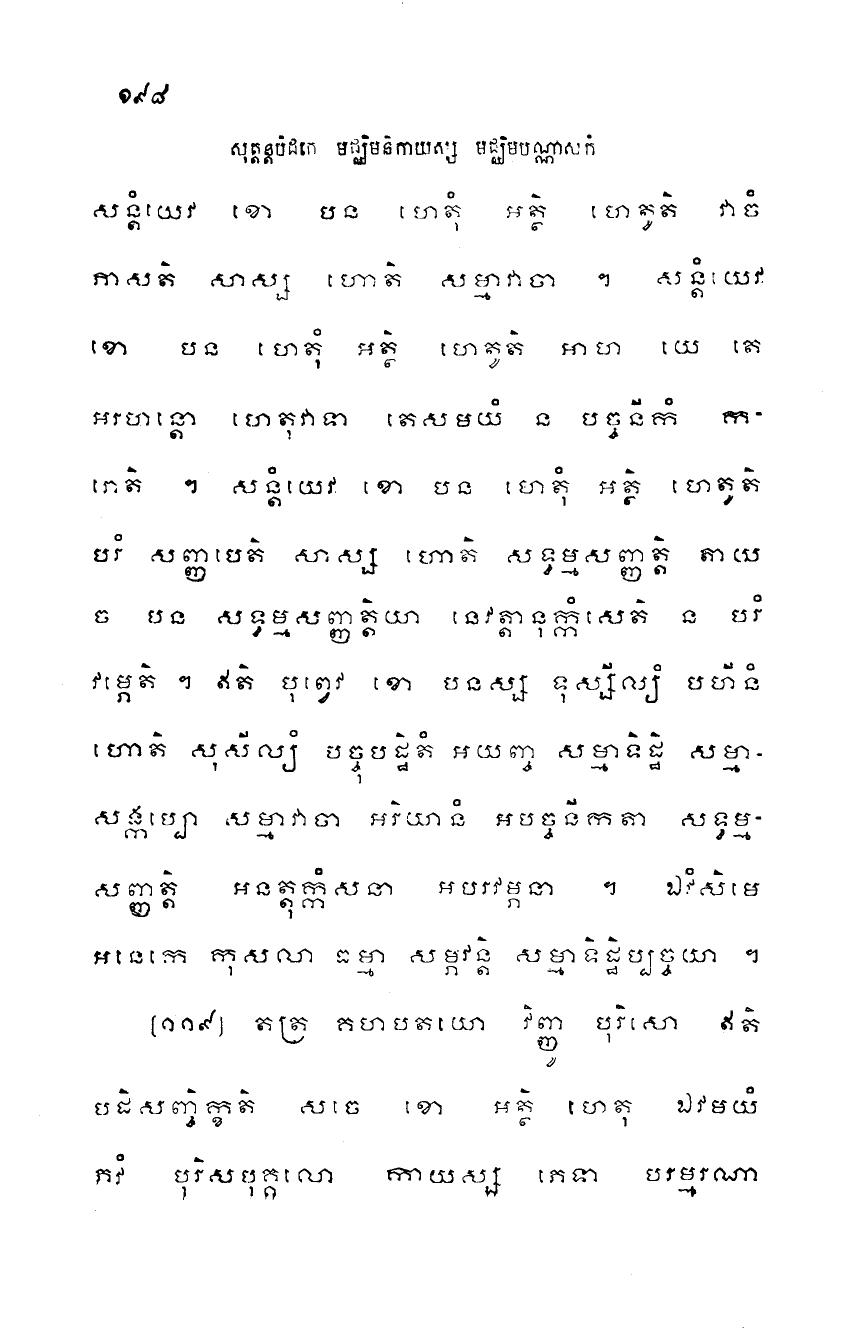 ១៩៨
សុត្តន្តបិដកេ មជ្ឈិមនិកាយស្ស មជ្ឈិមបណ្ណាសកំ
សន្តំយេវ ខោ បន ហេតុំ អត្ថិ ហេតូតិ វាចំ
ភាសតិ សាស្ស ហោតិ សម្មាវាចា ។ សន្តំយេវ
ខោ បន ហេតុំ អត្ថិ ហេតូតិ អាហ យេ តេ
អរហន្តោ ហេតុវាទា តេសមយំ ន បច្ចនីកំ ក-
រោតិ ។ សន្តំយេវ ខោ បន ហេតុំ អត្ថិ ហេតូតិ
បរំ សញ្ញបេតិ សាស្ស ហោតិ សទ្ធម្មសញ្ញត្តិ តាយ
ច បន សទ្ធម្មសញ្ញត្តិយា នេវត្តានុក្កំសេតិ ន បរំ
វម្ភេតិ ។ ឥតិ បុព្វេវ ខោ បនស្ស ទុស្សីល្យំ បហីនំ
ហោតិ សុសីល្យំ បច្ចុបដ្ឋិតំ អយញ្ច សម្មាទិដ្ឋិ សម្មា-
សង្កប្បោ សម្មាវាចា អរិយានំ អបច្ចនីកតា សទ្ធម្ម-
សញ្ញត្តិ អនត្តុក្កំសនា អបរវម្ភនា ។ ឯវំសិមេ
អនេកេ កុសលា ធម្មា សម្ភវន្តិ សម្មាទិដ្ឋិប្បច្ចយា ។
[១១៩] តត្រ គហបតយោ វិញ្ញូ បុរិសោ ឥតិ
បដិសញ្ចិក្ខតិ សចេ ខោ អត្ថិ ហេតុ ឯវមយំ
ភវំ បុរិសបុគ្គលោ កាយស្ស ភេទា បរម្មរណា